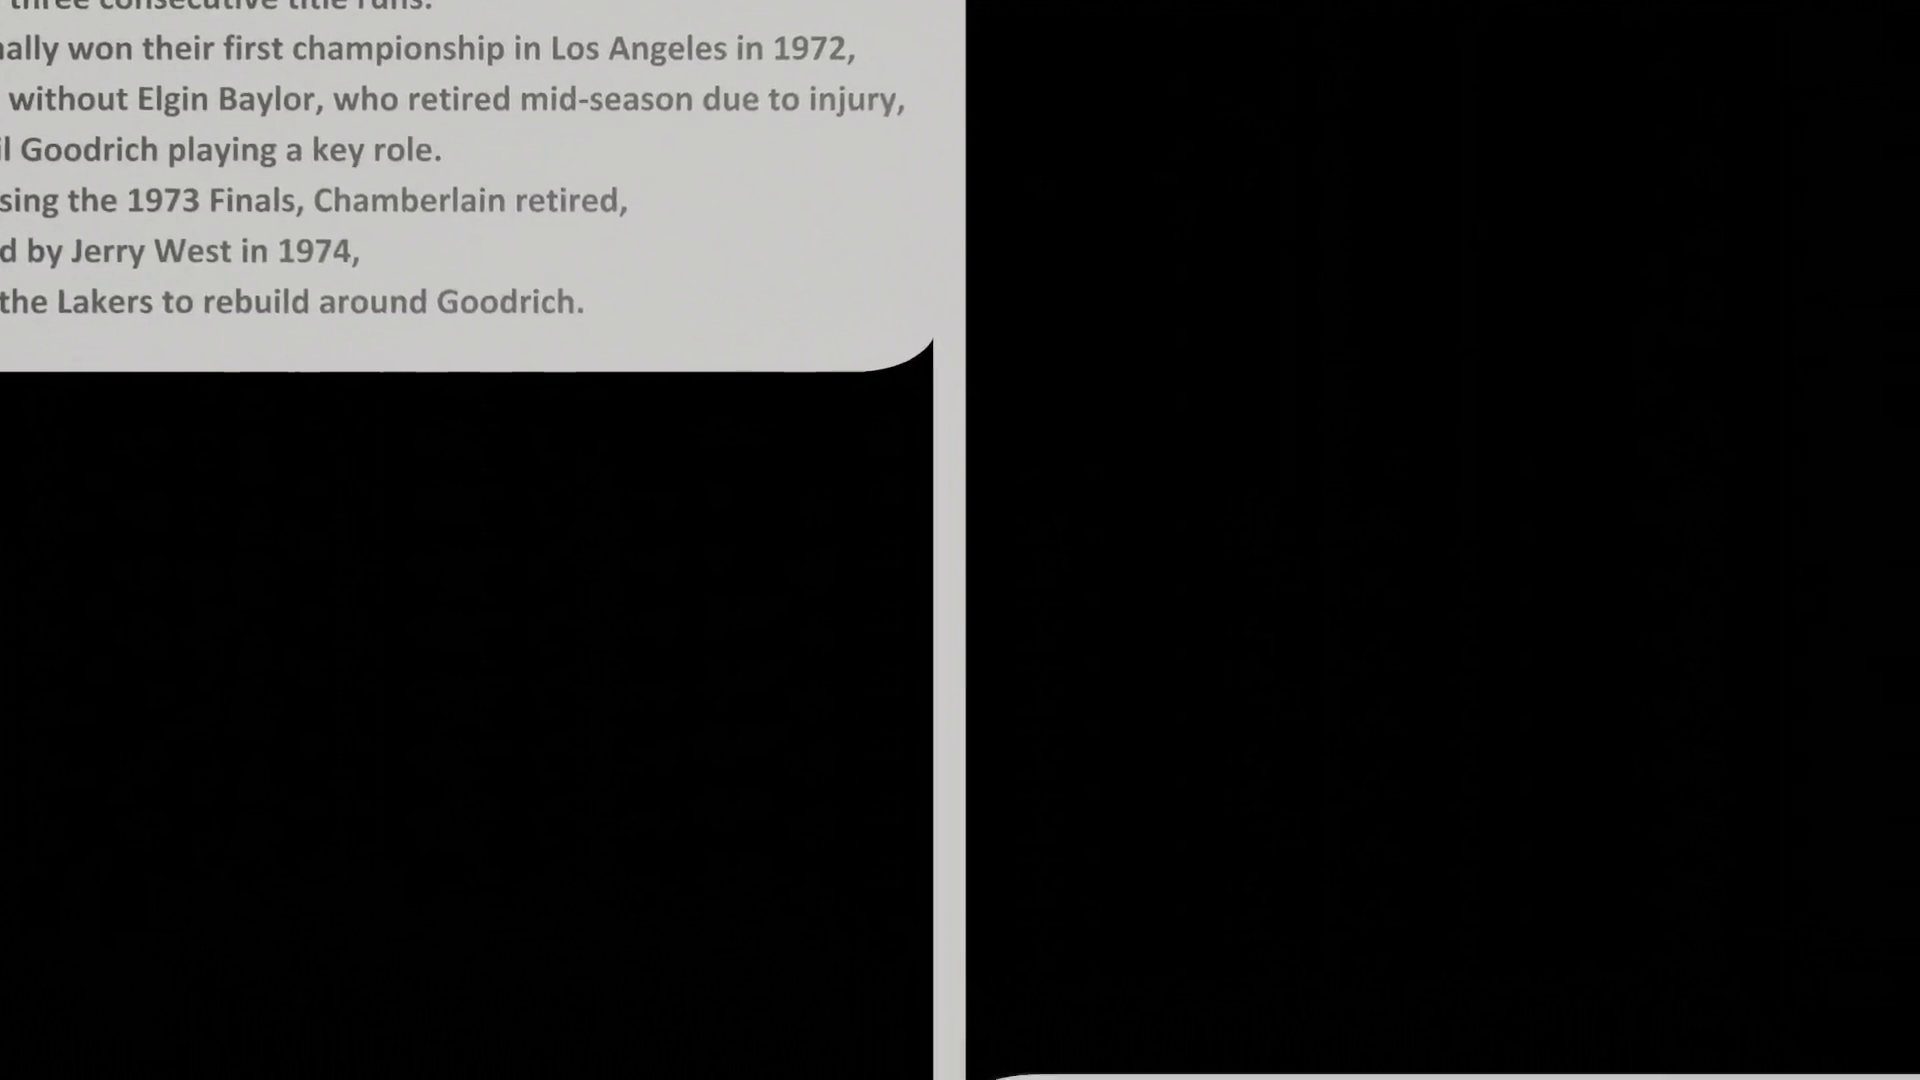 three consecutive title runs.
won their first championship in Los Angeles in 1972,
without Elgin Baylor, who retired mid-season due to injury,
Goodrich playing a key role.
the 1973 Finals, Chamberlain retired,
by Jerry West in 1974,
the Lakers to rebuild around Goodrich.